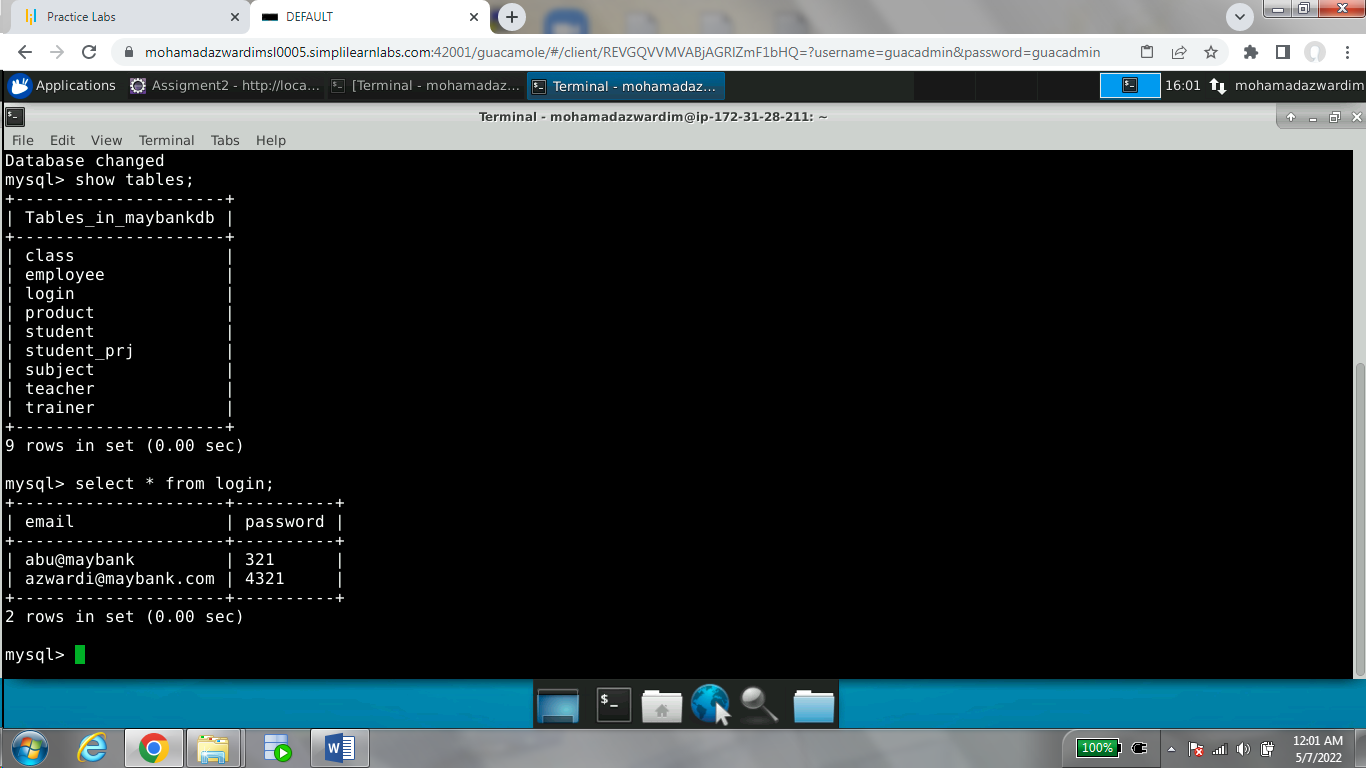 Practice Labs
DEFAULT
mohamadazwardimsl0005.simplilearnlabs.com:42001/guacamole/#/client/REVGQVVMVABjAGRlZmF1bHQ=?username=guacadmin&password=guacadmin
Applications
Assigment2 - http://loca...
[Terminal - mohamadaz...
Terminal - mohamadaz...
16:01
mohamadazwardim
Terminal - mohamadazwardim@ip-172-31-28-211: ~
File Edit View Terminal Tabs Help
Database changed
mysql> show tables;
+---------------------+
| Tables_in_maybankdb |
+---------------------+
| class               |
| employee            |
| login               |
| product             |
| student             |
| student_prj         |
| subject             |
| teacher             |
| trainer             |
+---------------------+
9 rows in set (0.00 sec)
mysql> select * from login;
+---------------------+----------+
| email               | password |
+---------------------+----------+
| abu@maybank         | 321      |
| azwardi@maybank.com | 4321     |
+---------------------+----------+
2 rows in set (0.00 sec)
mysql>
100%
12:01 AM
5/7/2022